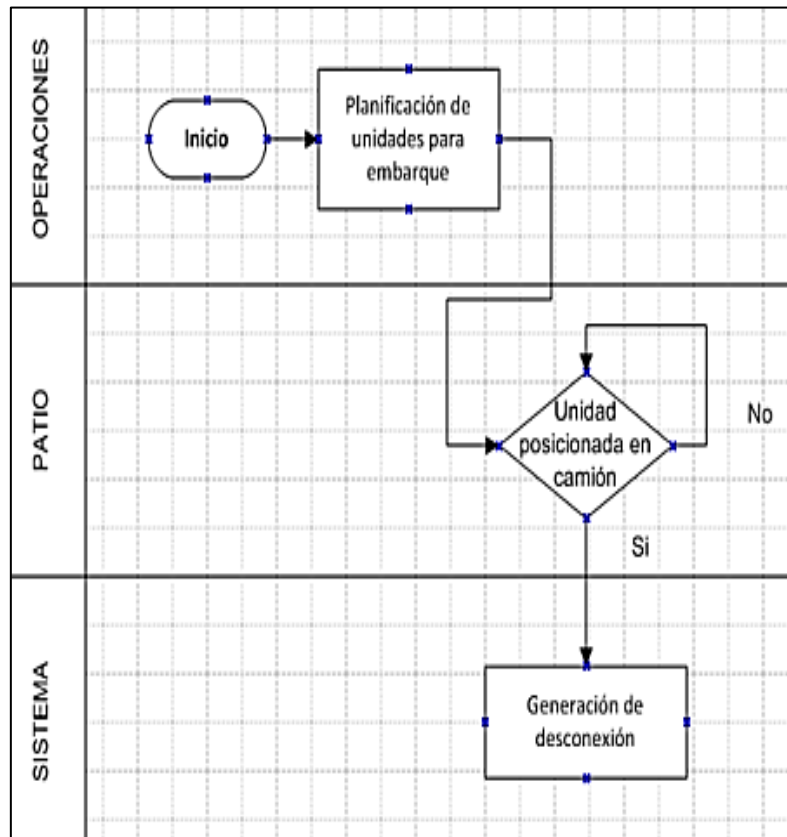 OPERACIONES
Inicio
Planificación de
unidades para
embarque
PATIO
Unidad
posicionada en
camión
No
Si
SISTEMA
Generación de
desconexión